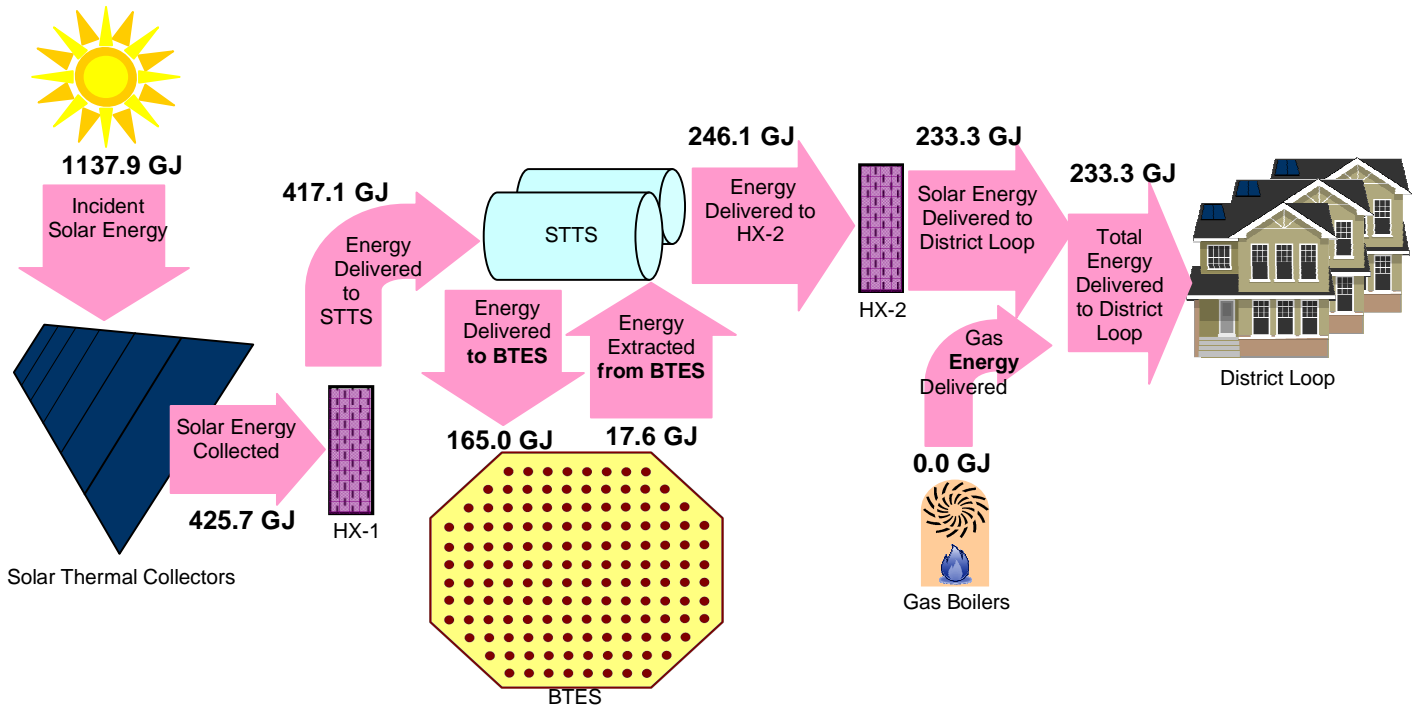 1137.9 GJ
Incident
Solar Energy
Solar Thermal Collectors
Solar Energy
Collected
425.7 GJ
HX-1
417.1 GJ
Energy
Delivered
to
STTS
STTS
Energy
Delivered
to BTES
165.0 GJ
Energy
Extracted
from BTES
17.6 GJ
BTES
246.1 GJ
Energy
Delivered to
HX-2
HX-2
233.3 GJ
Solar Energy
Delivered to
District Loop
Gas
Energy
Delivered
0.0 GJ
Gas Boilers
233.3 GJ
Total
Energy
Delivered
to District
Loop
District Loop